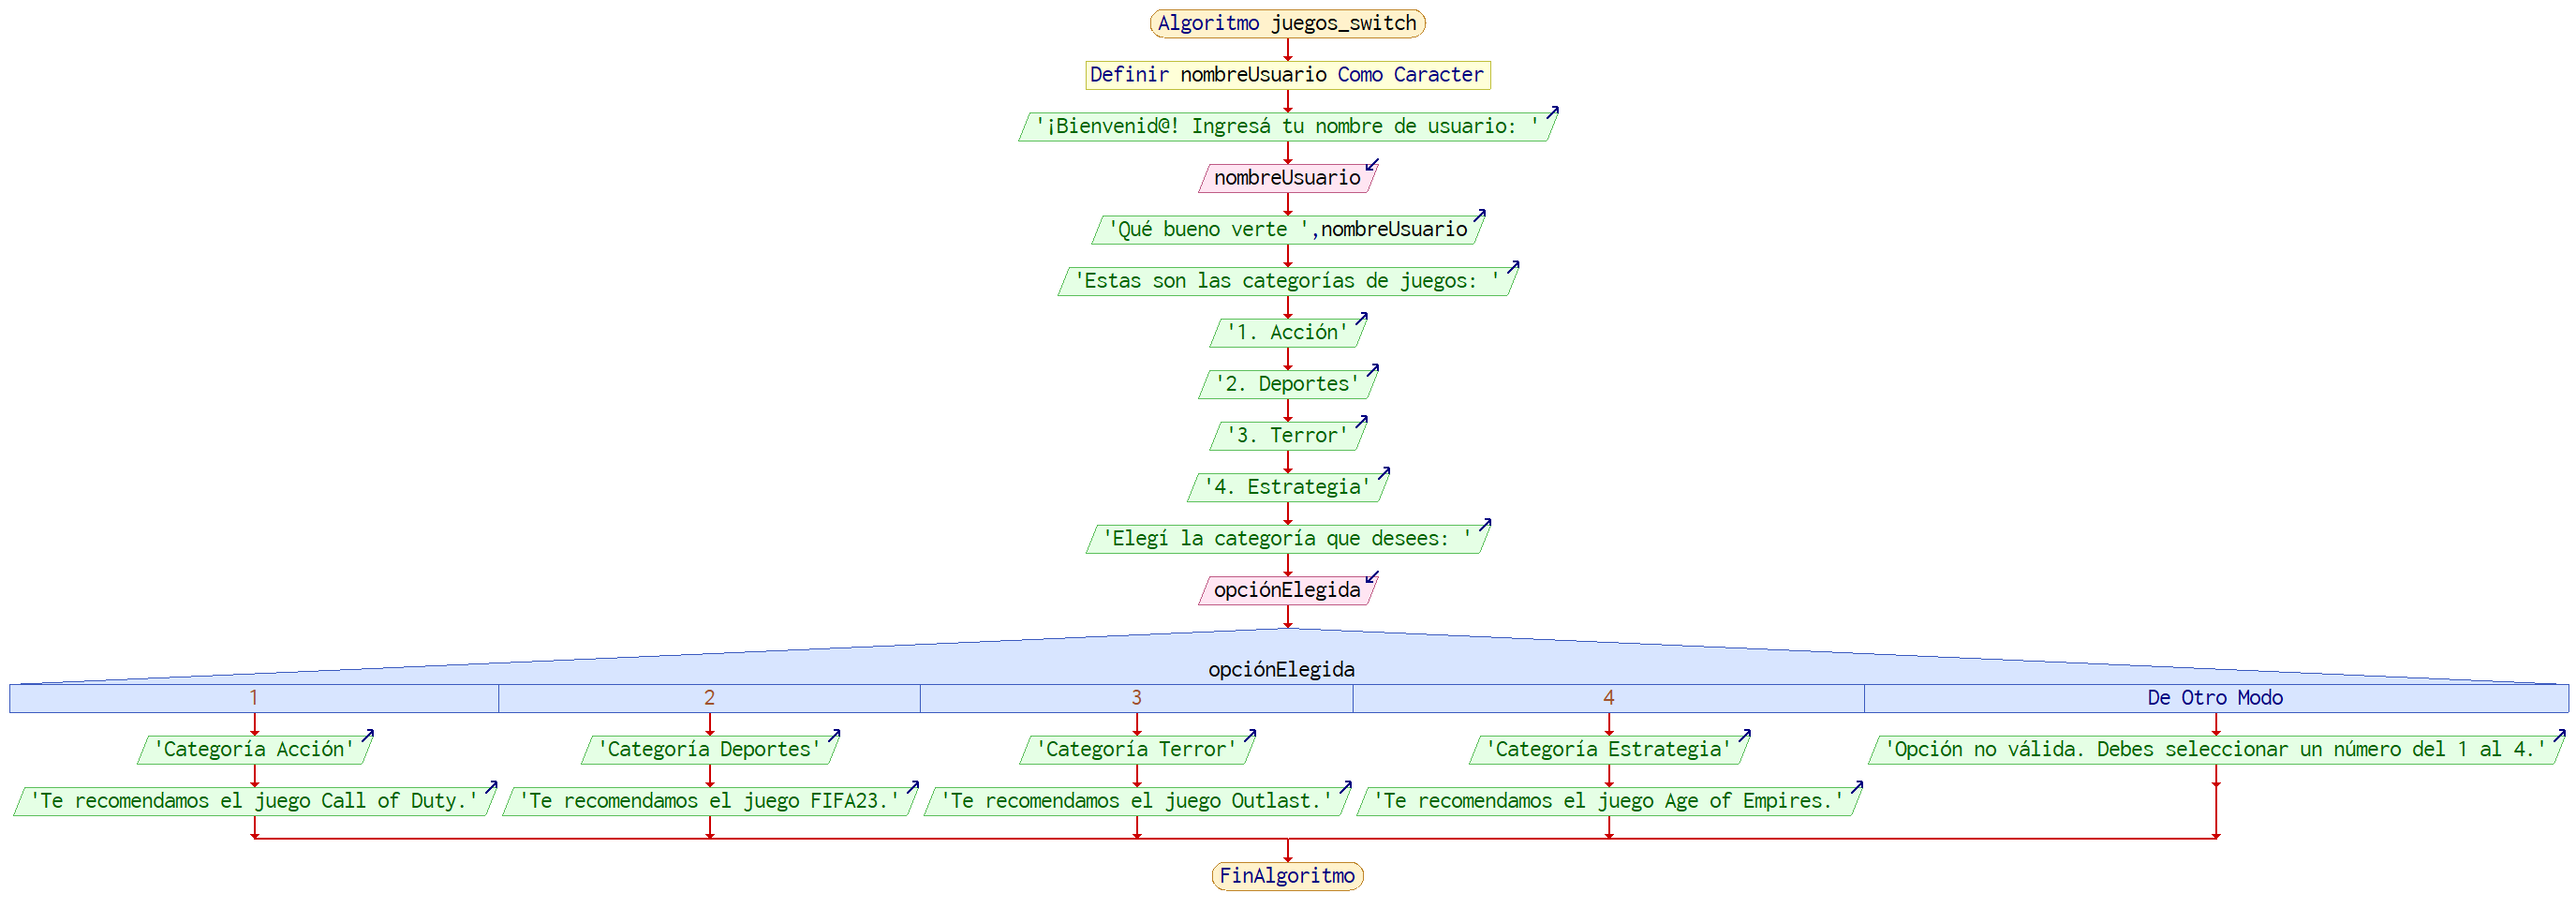 Algoritmo juegos_switch
Definir nombreUsuario Como Caracter
'¡Bienvenid@! Ingresá tu nombre de usuario: '
nombreUsuario
'Qué bueno verte ',nombreUsuario
'Estas son las categorías de juegos: '
'1. Acción'
'2. Deportes'
'3. Terror'
'4. Estrategia'
'Elegí la categoría que desees: '
opciónElegida
opciónElegida
1 2 3 4 De Otro Modo
'Categoría Acción' 'Categoría Deportes' 'Categoría Terror' 'Categoría Estrategia' 'Opción no válida. Debes seleccionar un número del 1 al 4.'
'Te recomendamos el juego Call of Duty.' 'Te recomendamos el juego FIFA23.' 'Te recomendamos el juego Outlast.' 'Te recomendamos el juego Age of Empires.'
FinAlgoritmo